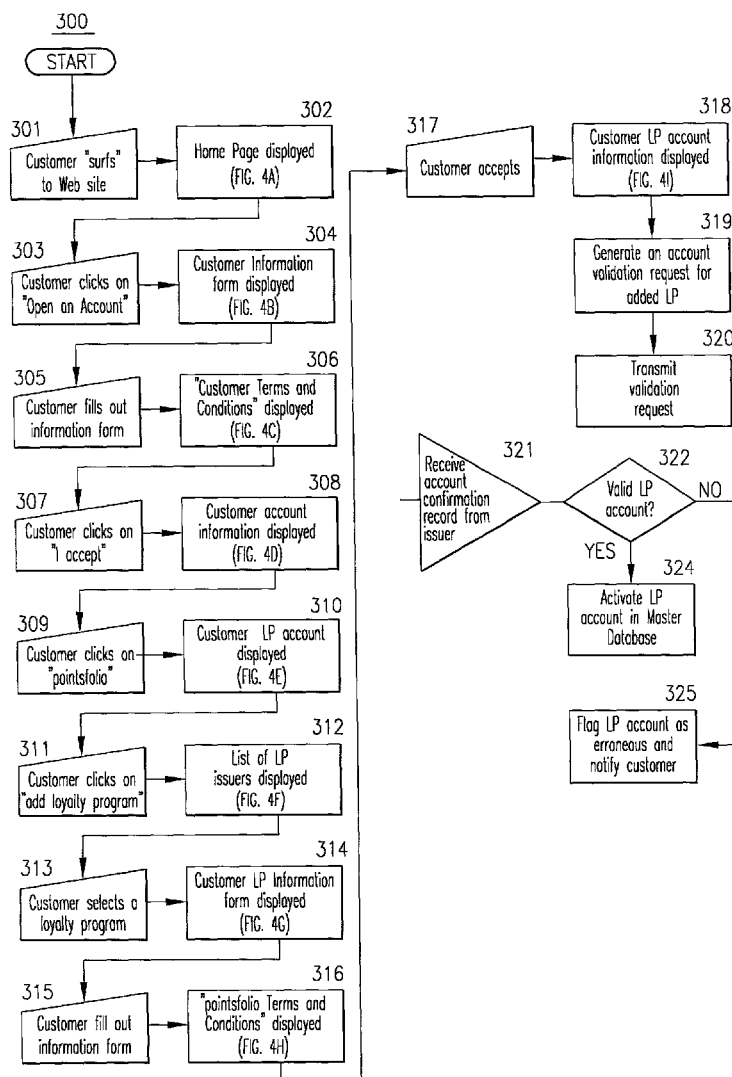 300
START
301
Customer "surfs"
to Web site
302
Home Page displayed
(FIG. 4A)
303
Customer clicks on
"Open an Account"
304
Customer Information
form displayed
(FIG. 4B)
305
Customer fills out
information form
306
"Customer Terms and
Conditions" displayed
(FIG. 4C)
307
Customer clicks on
"I accept"
308
Customer account
information displayed
(FIG. 4D)
309
Customer clicks on
"pointsfolio"
310
Customer LP account
displayed
(FIG. 4E)
311
Customer clicks on
"add loyalty program"
312
List of LP
issuers displayed
(FIG. 4F)
313
Customer selects a
loyalty program
314
Customer LP Information
form displayed
(FIG. 4G)
315
Customer fill out
information form
316
"pointsfolio Terms and
Conditions" displayed
(FIG. 4H)
317
Customer accepts
318
Customer LP account
information displayed
(FIG. 4I)
319
Generate an account
validation request for
added LP
320
Transmit
validation
request
321
Receive
account
confirmation
record from
issuer
322
Valid LP
account?
NO
YES
324
Activate LP
account in Master
Database
325
Flag LP account as
erroneous and
notify customer